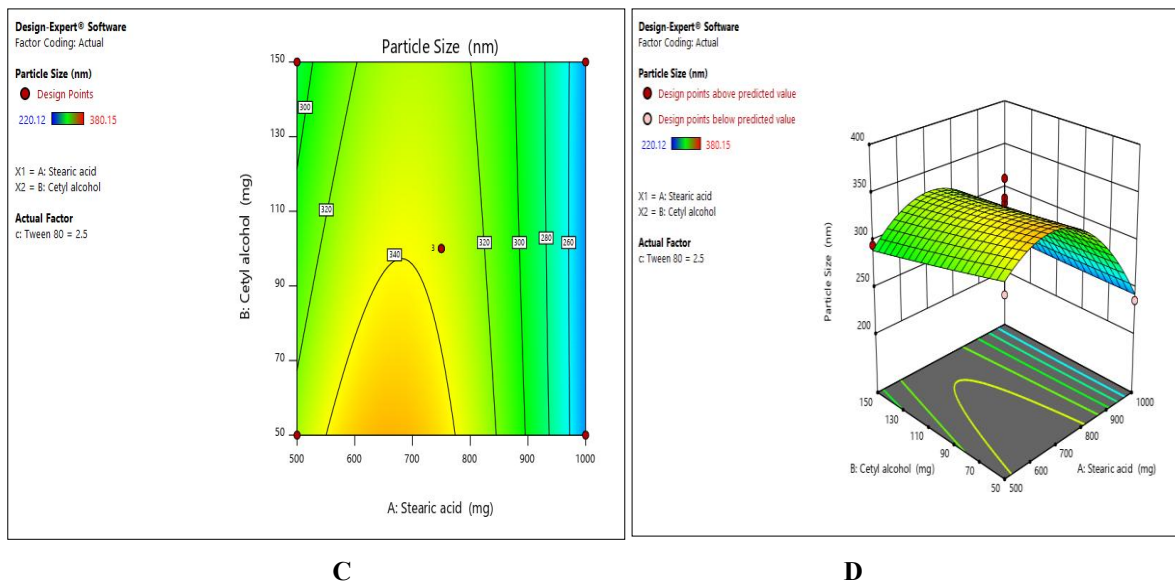 Design-Expert® Software
Factor Coding: Actual
Particle Size (nm)
Design Points
220.12 380.15
X1 = A: Stearic acid
X2 = B: Cetyl alcohol
Actual Factor
c: Tween 80 = 2.5
Particle Size (nm)
B: Cetyl alcohol (mg)
150
130
110
90
70
50
300
320
340
3
320
300
280
260
500
600
700
800
900
1000
A: Stearic acid (mg)
Design-Expert® Software
Factor Coding: Actual
Particle Size (nm)
Design points above predicted value
Design points below predicted value
220.12 380.15
X1 = A: Stearic acid
X2 = B: Cetyl alcohol
Actual Factor
c: Tween 80 = 2.5
Particle Size (nm)
400
350
300
250
200
150
130
110
90
70
50
B: Cetyl alcohol (mg)
500
600
700
800
900
1000
A: Stearic acid (mg)
C
D